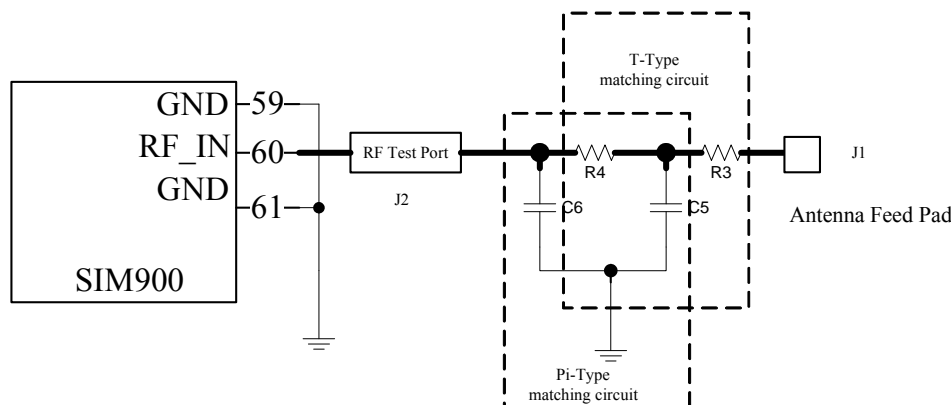 T-Type
matching circuit
GND 59
RF_IN 60
GND
61
SIM900
RF Test Port
J2
R4
R3
J1
C6
C5
Antenna Feed Pad
Pi-Type
matching circuit